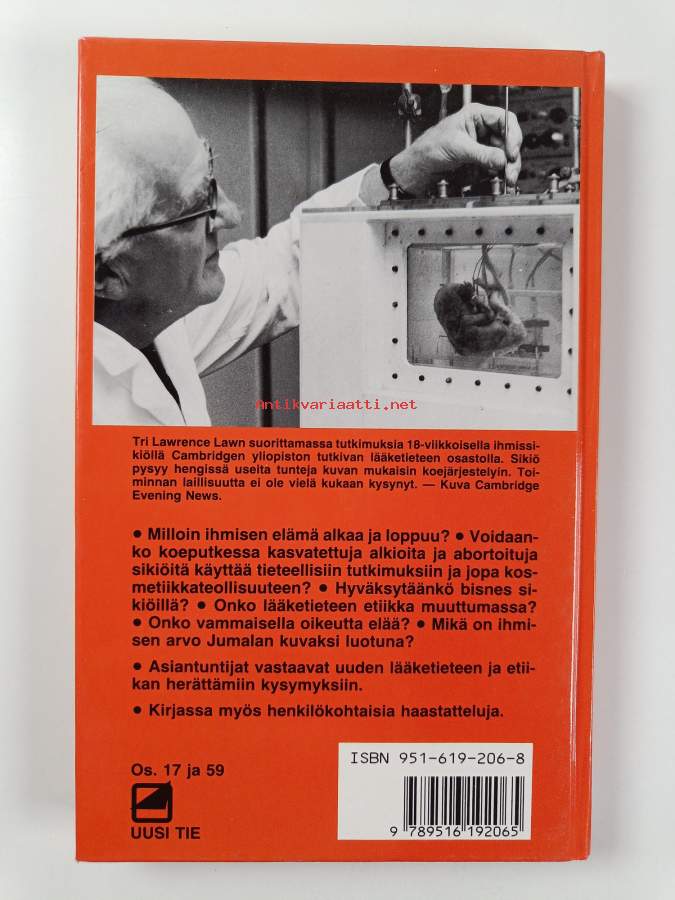 Antikvariaatti.net
Tri Lawrence Lawn suorittamassa tutkimuksia 18-viikkoisella ihmissi-
kiöllä Cambridgen yliopiston tutkivan lääketieteen osastolla. Sikiö
pysyy hengissä useita tunteja kuvan mukaisin koejärjestelyin. Toi-
minnan laillisuutta ei ole vielä kukaan kysynyt. — Kuva Cambridge
Evening News.
• Milloin ihmisen elämä alkaa ja loppuu? • Voidaan-
ko koeputkessa kasvatettuja alkioita ja abortoituja
sikiöitä käyttää tieteellisiin tutkimuksiin ja jopa kos-
metiikkateollisuuteen? • Hyväksytäänkö bisnes si-
kiöillä? • Onko lääketieteen etiikka muuttumassa?
• Onko vammaisella oikeutta elää? • Mikä on ihmi-
sen arvo Jumalan kuvaksi luotuna?
• Asiantuntijat vastaavat uuden lääketieteen ja etii-
kan herättämiin kysymyksiin.
• Kirjassa myös henkilökohtaisia haastatteluja.
Os. 17 ja 59
UUSI TIE
ISBN 951-619-206-8
9 789516 192065